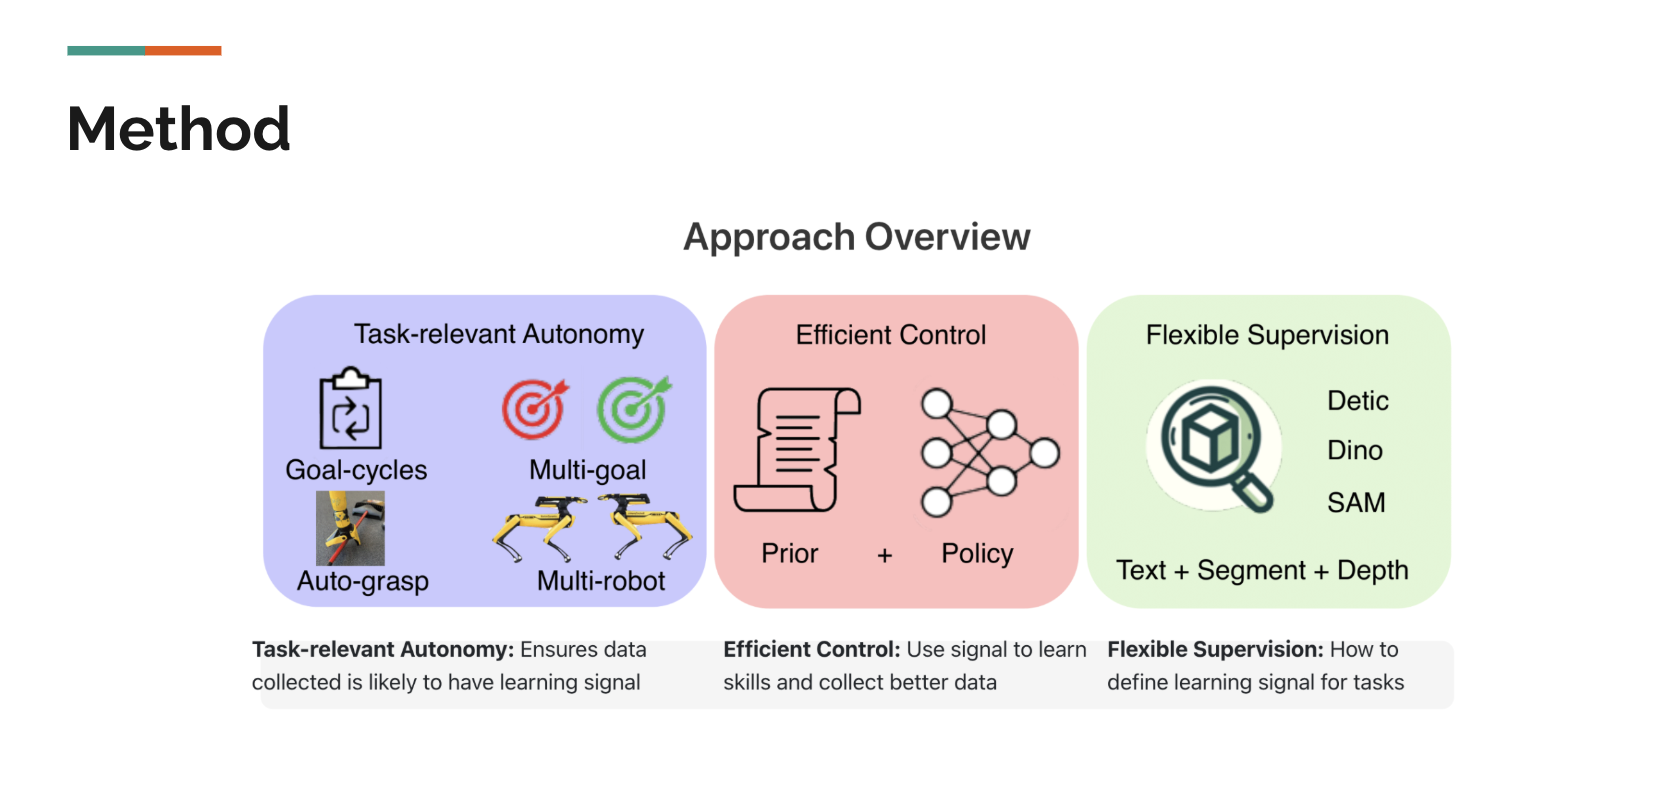 Method
Approach Overview
Task-relevant Autonomy
Goal-cycles
Multi-goal
Auto-grasp
Multi-robot
Efficient Control
Prior + Policy
Flexible Supervision
Detic
Dino
SAM
Text + Segment + Depth
Task-relevant Autonomy: Ensures data
collected is likely to have learning signal
Efficient Control: Use signal to learn
skills and collect better data
Flexible Supervision: How to
define learning signal for tasks